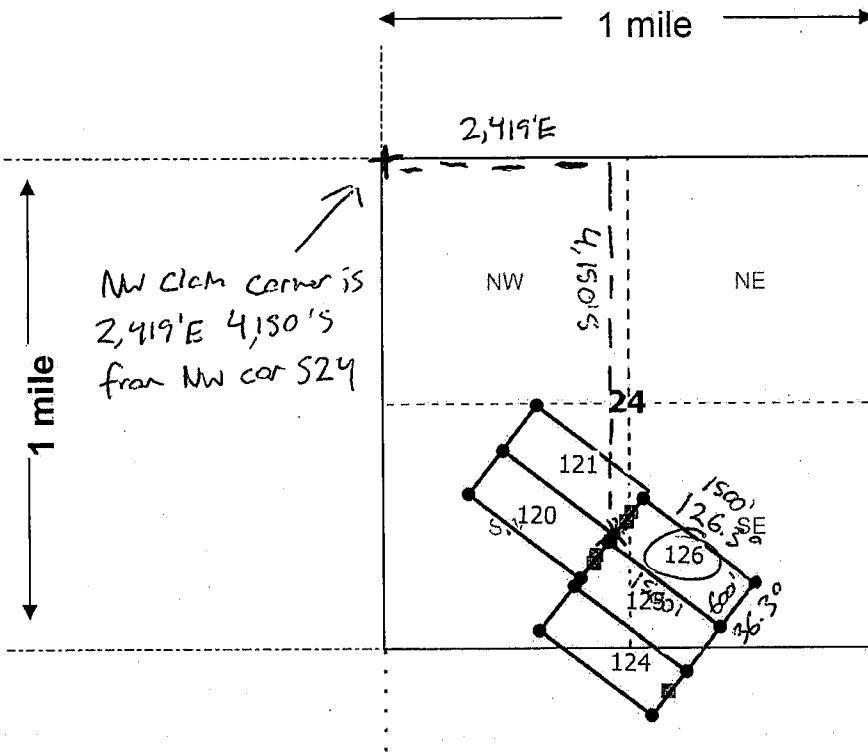 1 mile
2,419'E
1 mile
NW
4,150'S
NE
NW claim corner is
2,419'E 4,150'S
from NW cor S24
24
121
120
1500'
126.3°
SE
126
600'
36.3°
125
1500'
124